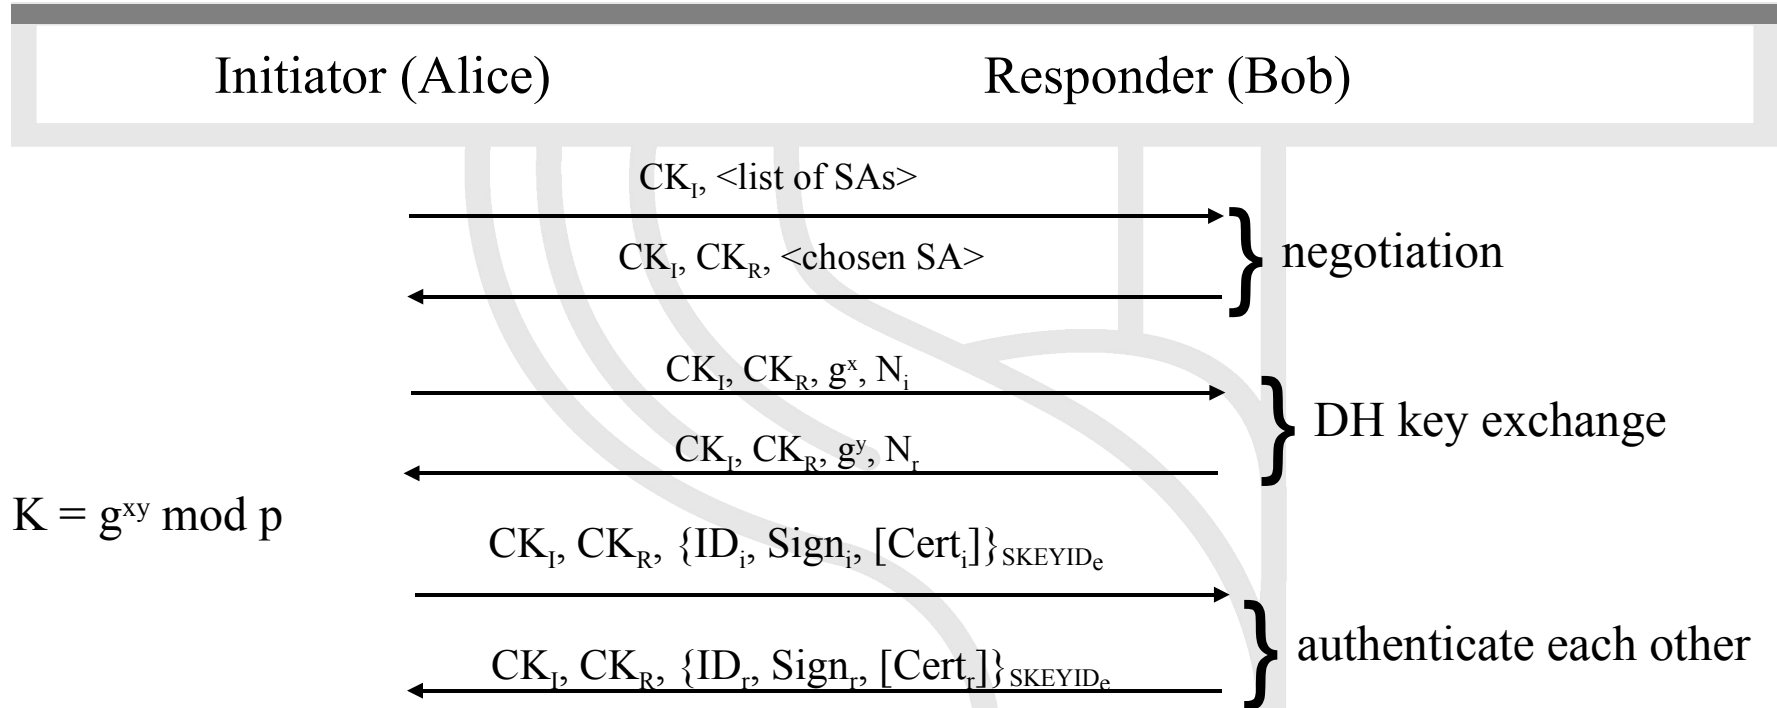 Initiator (Alice) Responder (Bob)
CK_I, <list of SAs>
CK_I, CK_R, <chosen SA>
} negotiation
CK_I, CK_R, g^x, N_i
CK_I, CK_R, g^y, N_r
} DH key exchange
K = g^xy mod p
CK_I, CK_R, {ID_i, Sign_i, [Cert_i]}_SKEYID_e
CK_I, CK_R, {ID_r, Sign_r, [Cert_r]}_SKEYID_e
} authenticate each other